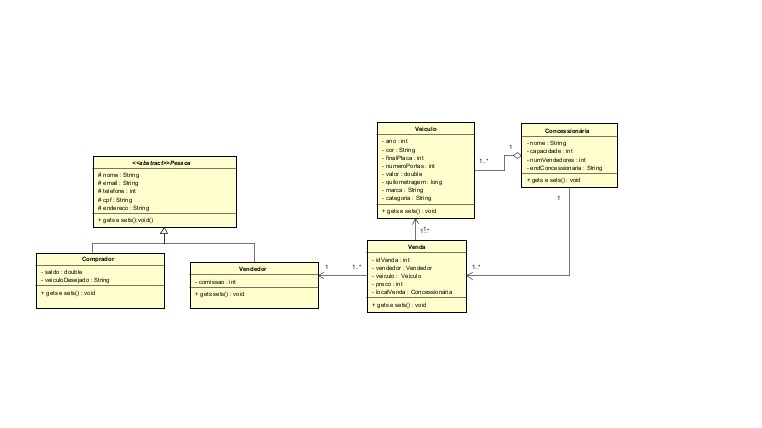 <<abstract>>Pessoa
# nome : String
# email : String
# telefone : int
# cpf : String
# endereco : String
+ gets e sets():void()
Comprador
- saldo : double
- veiculoDesejado : String
+ gets e sets() : void
Vendedor
- comissao : int
+ gets sets() : void
Veiculo
- ano : int
- cor : String
- finalPlaca : int
- numeroPortas : int
- valor : double
- quilometragem : long
- marca : String
- categoria : String
+ gets e sets() : void
Concessionária
- nome : String
- capacidade : int
- numVendedores : int
- endConcessionaria : String
+ gets e sets() : void
Venda
- idVenda : int
- vendedor : Vendedor
- veiculo : Veiculo
- preco : int
- localVenda : Concessionária
+ gets e sets() : void
1
1..*
1
1..*
1
1..*